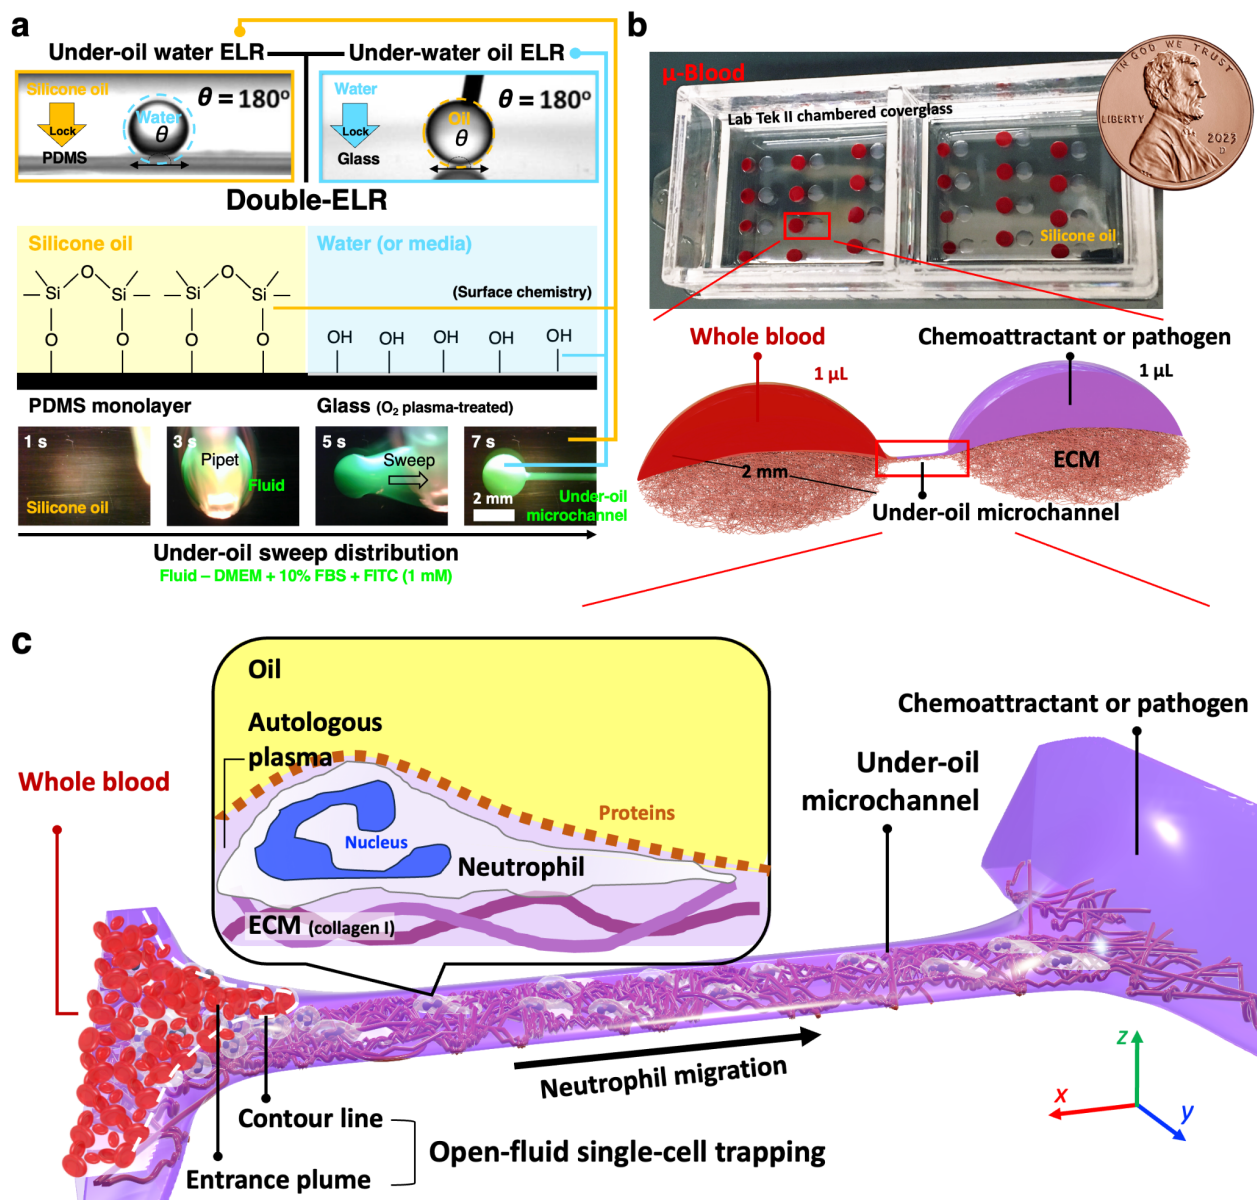 a
Under-oil water ELR
Under-water oil ELR
Silicone oil
Lock
PDMS
Water
θ
θ = 180°
Water
Lock
Glass
Oil
θ
θ = 180°
Double-ELR
Silicone oil
Water (or media)
O
O
Si
Si
Si
Si
(Surface chemistry)
O
O
O
O
OH
OH
OH
OH
OH
PDMS monolayer
Glass (O₂ plasma-treated)
1 s
Silicone oil
3 s
Pipet
Fluid
5 s
Sweep
7 s
2 mm
Under-oil
microchannel
Under-oil sweep distribution
Fluid – DMEM + 10% FBS + FITC (1 mM)
b
μ-Blood
Lab Tek II chambered coverglass
Silicone oil
IN GOD WE TRUST
LIBERTY
2023
D
Whole blood
1 μL
Chemoattractant or pathogen
1 μL
2 mm
ECM
Under-oil microchannel
c
Oil
Autologous
plasma
Proteins
Nucleus
Neutrophil
ECM (collagen I)
Whole blood
Chemoattractant or pathogen
Under-oil
microchannel
Neutrophil migration
Contour line
Entrance plume
Open-fluid single-cell trapping
z
x
y